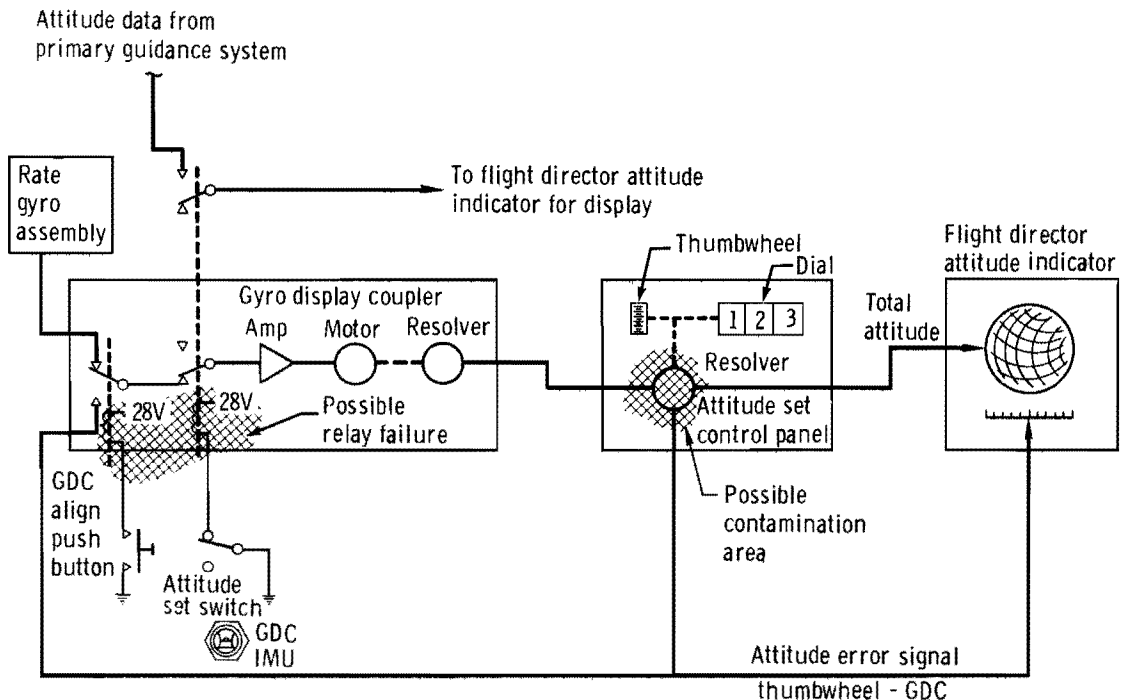 Attitude data from
primary guidance system
Rate
gyro
assembly
To flight director attitude
indicator for display
Gyro display coupler
Amp
Motor
Resolver
28V
28V
Possible
relay failure
GDC
align
push
button
Attitude
set switch
GDC
IMU
Thumbwheel
Dial
1 2 3
Resolver
Attitude set
control panel
Possible
contamination
area
Total
attitude
Flight director
attitude indicator
Attitude error signal
thumbwheel - GDC